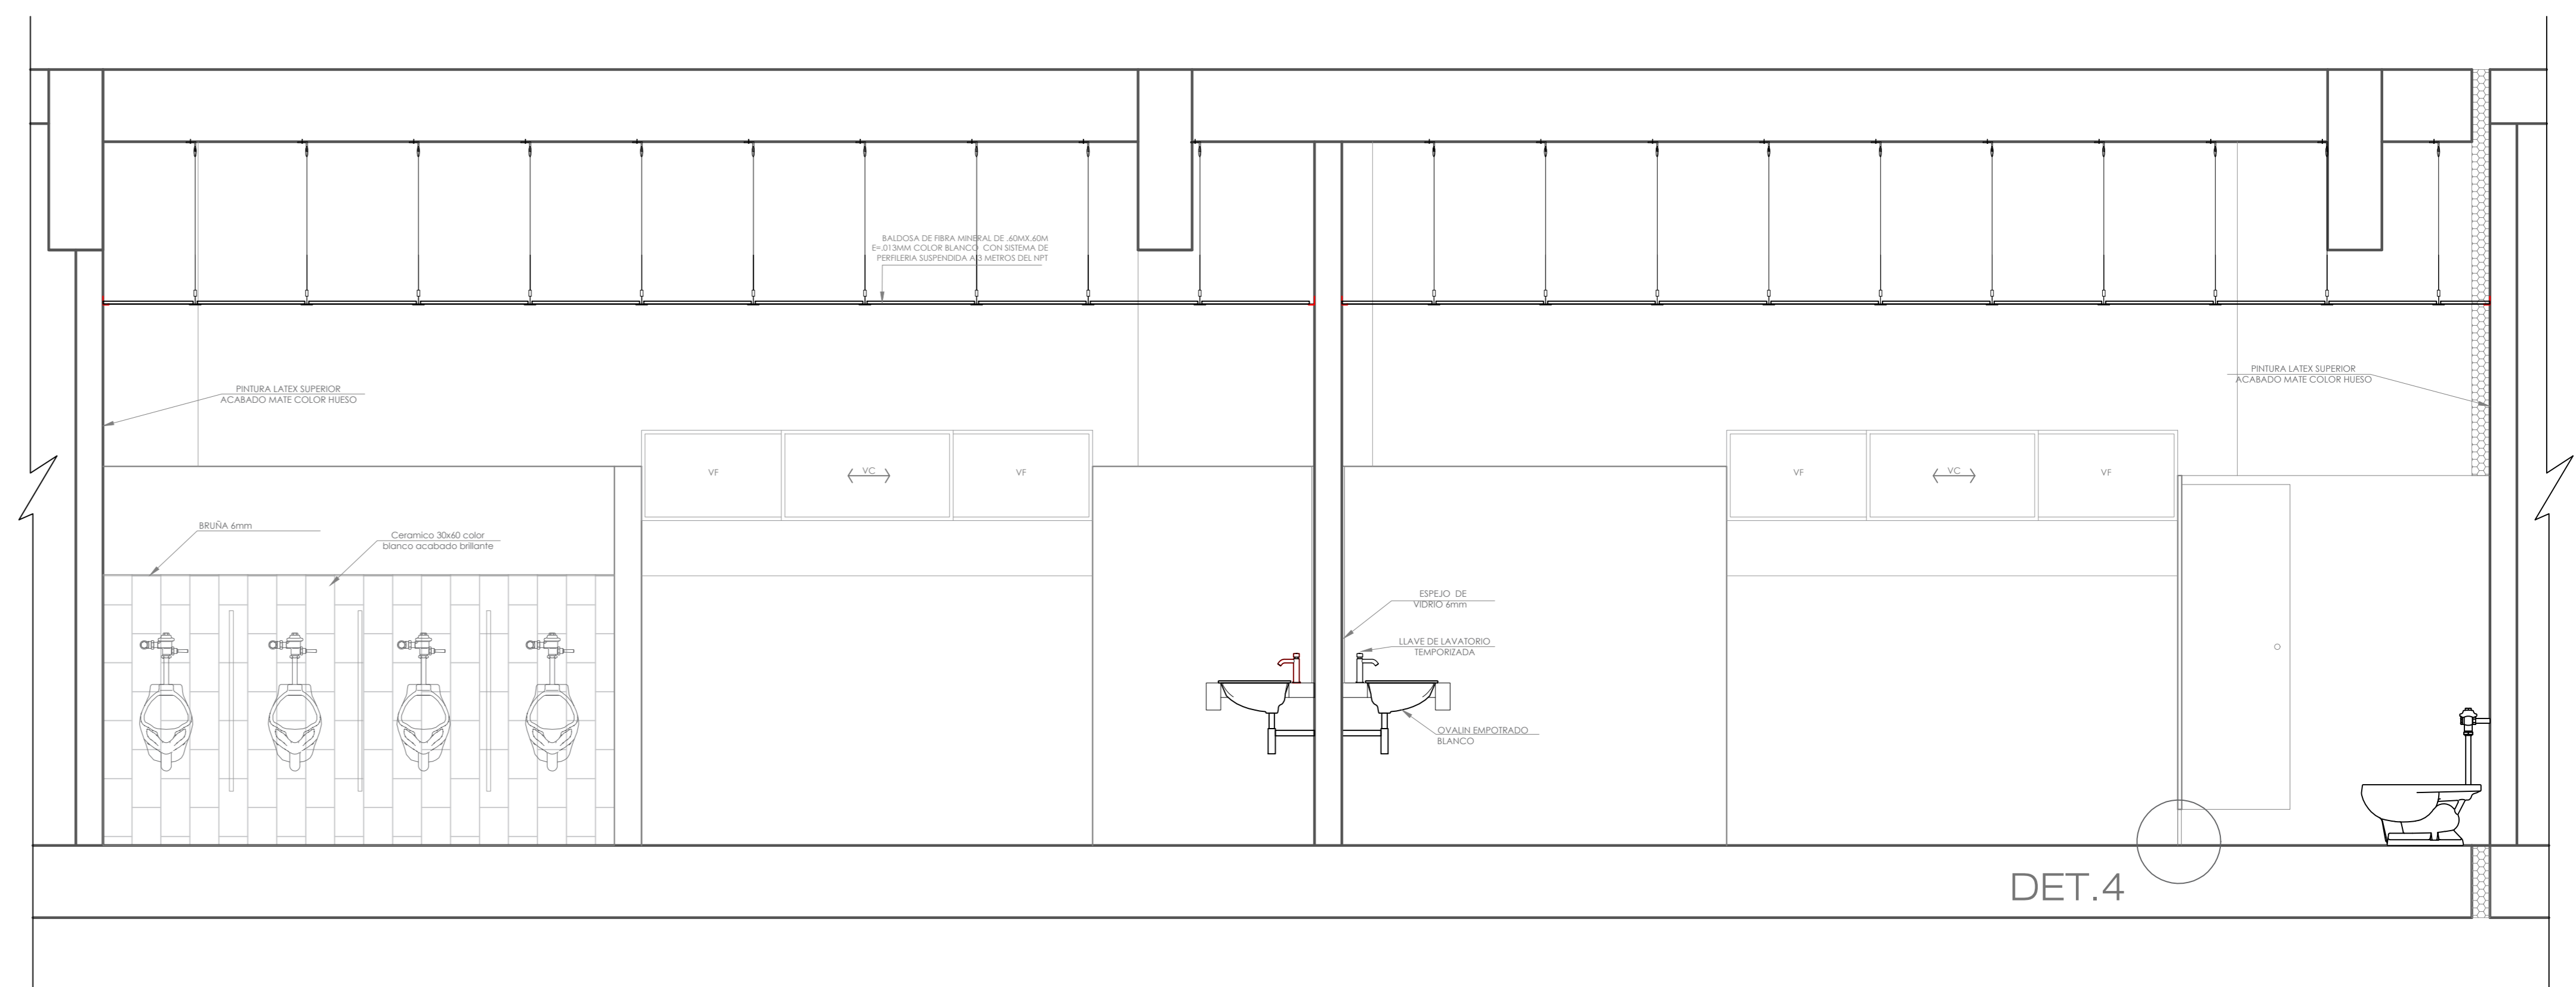 BALDOSA DE FIBRA MINERAL DE .60MX.60M
E=.013MM COLOR BLANCO CON SISTEMA DE
PERFILERIA SUSPENDIDA A 3 METROS DEL NPT
PINTURA LATEX SUPERIOR
ACABADO MATE COLOR HUESO
PINTURA LATEX SUPERIOR
ACABADO MATE COLOR HUESO
VF
VC
VF
VF
VC
VF
BRUÑA 6mm
Ceramico 30x60 color
blanco acabado brillante
ESPEJO DE
VIDRIO 6mm
LLAVE DE LAVATORIO
TEMPORIZADA
OVALIN EMPOTRADO
BLANCO
DET.4